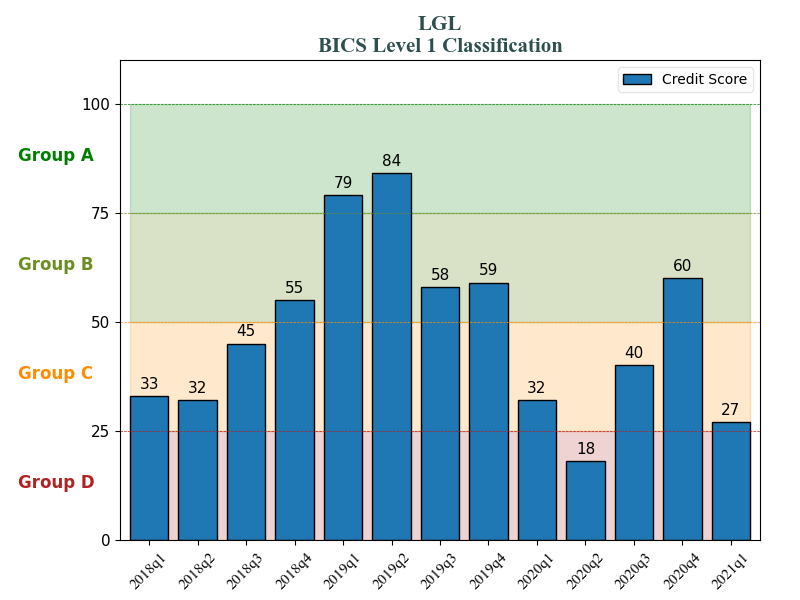 LGL
BICS Level 1 Classification
Credit Score
100
Group A
84
79
75
Group B
60
59
58
55
50
45
40
Group C
33
32
32
27
25
18
Group D
0
2018q1
2018q2
2018q3
2018q4
2019q1
2019q2
2019q3
2019q4
2020q1
2020q2
2020q3
2020q4
2021q1